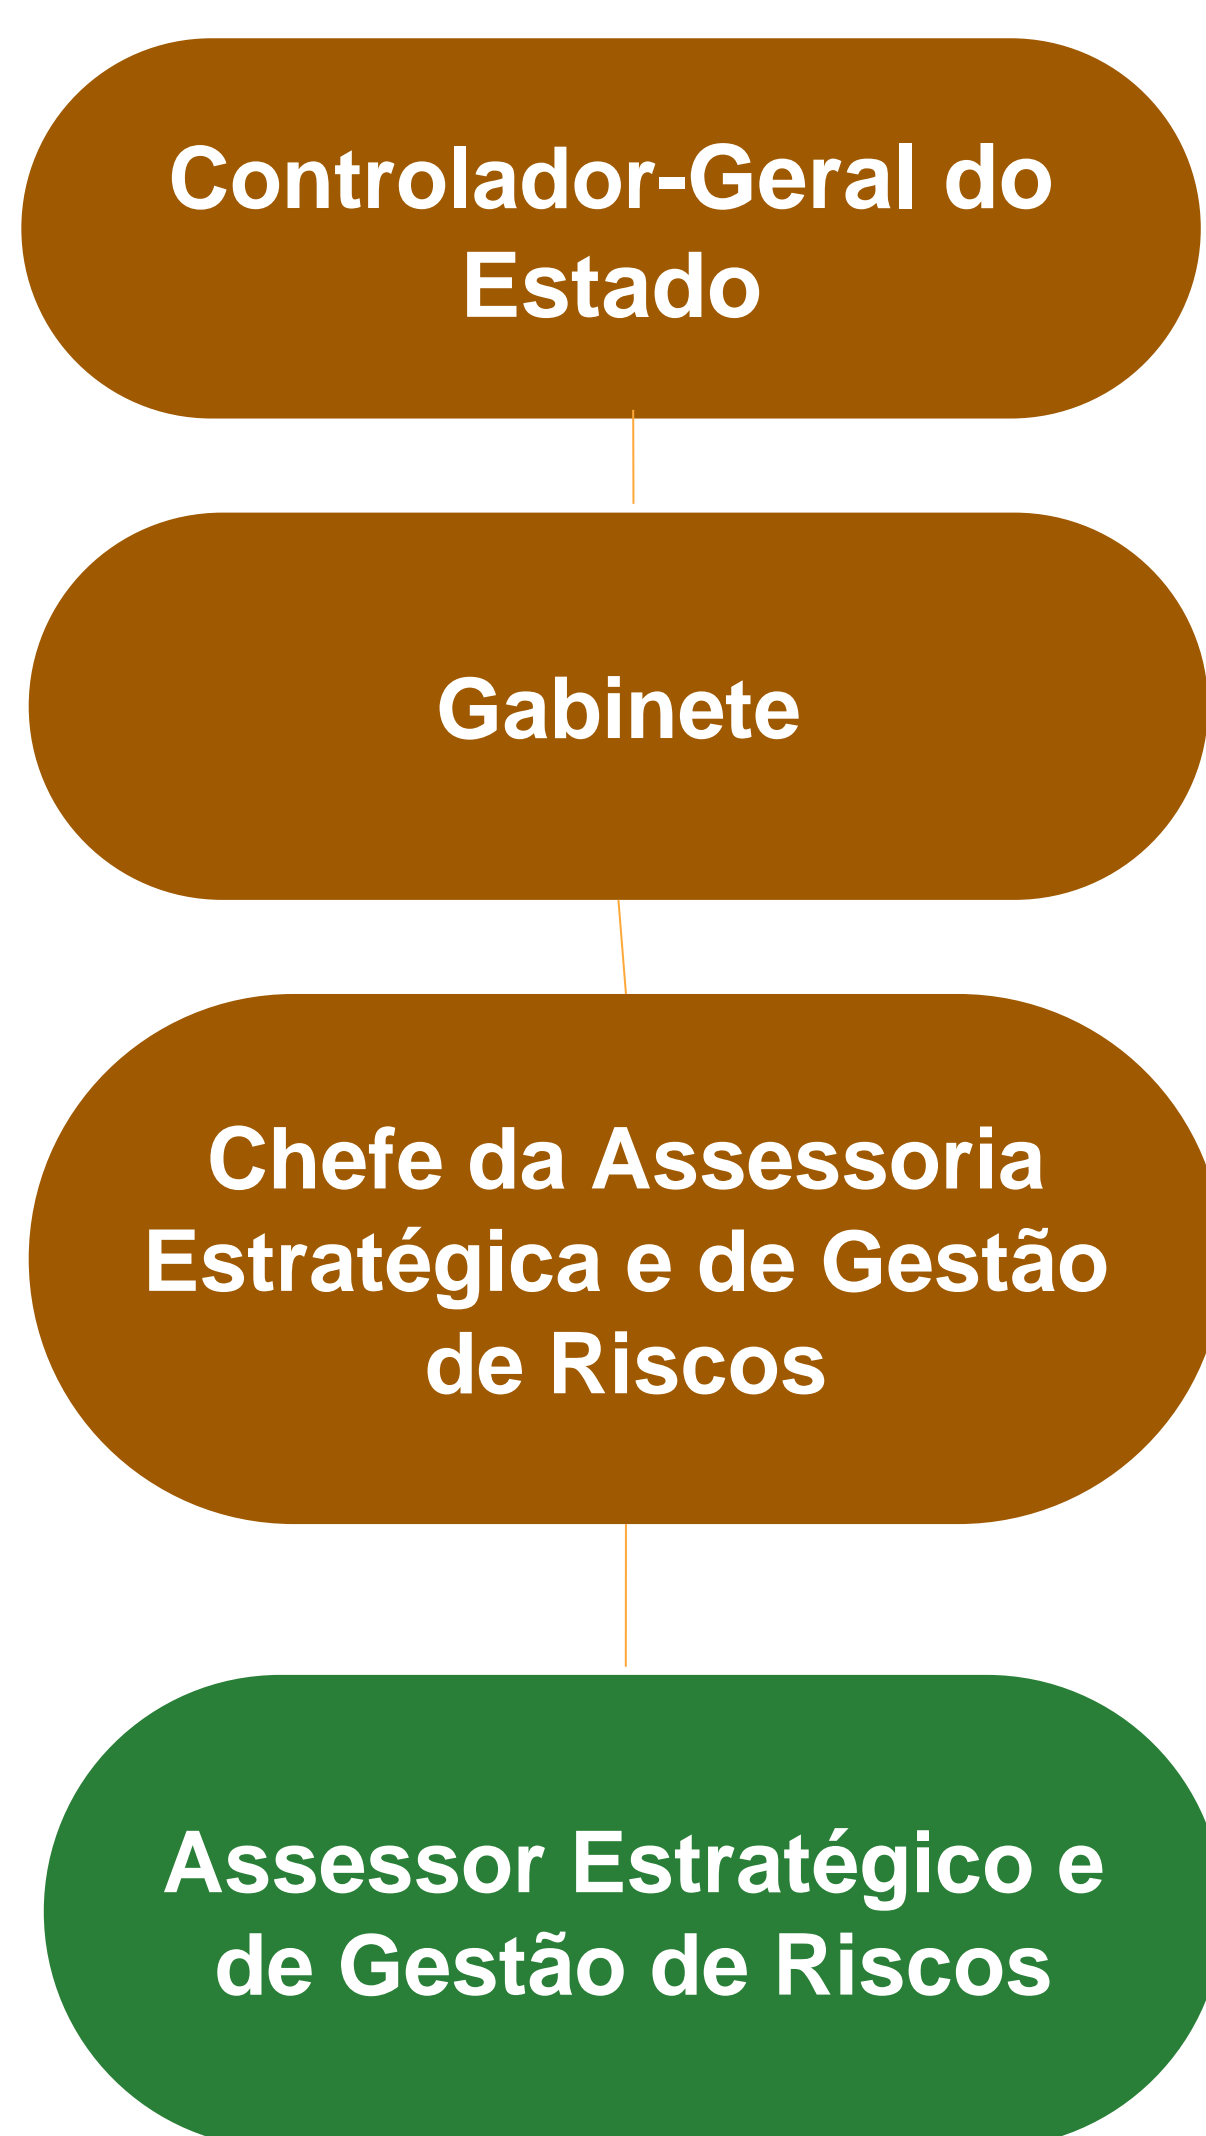 Controlador-Geral do
Estado
Gabinete
Chefe da Assessoria
Estratégica e de Gestão
de Riscos
Assessor Estratégico e
de Gestão de Riscos